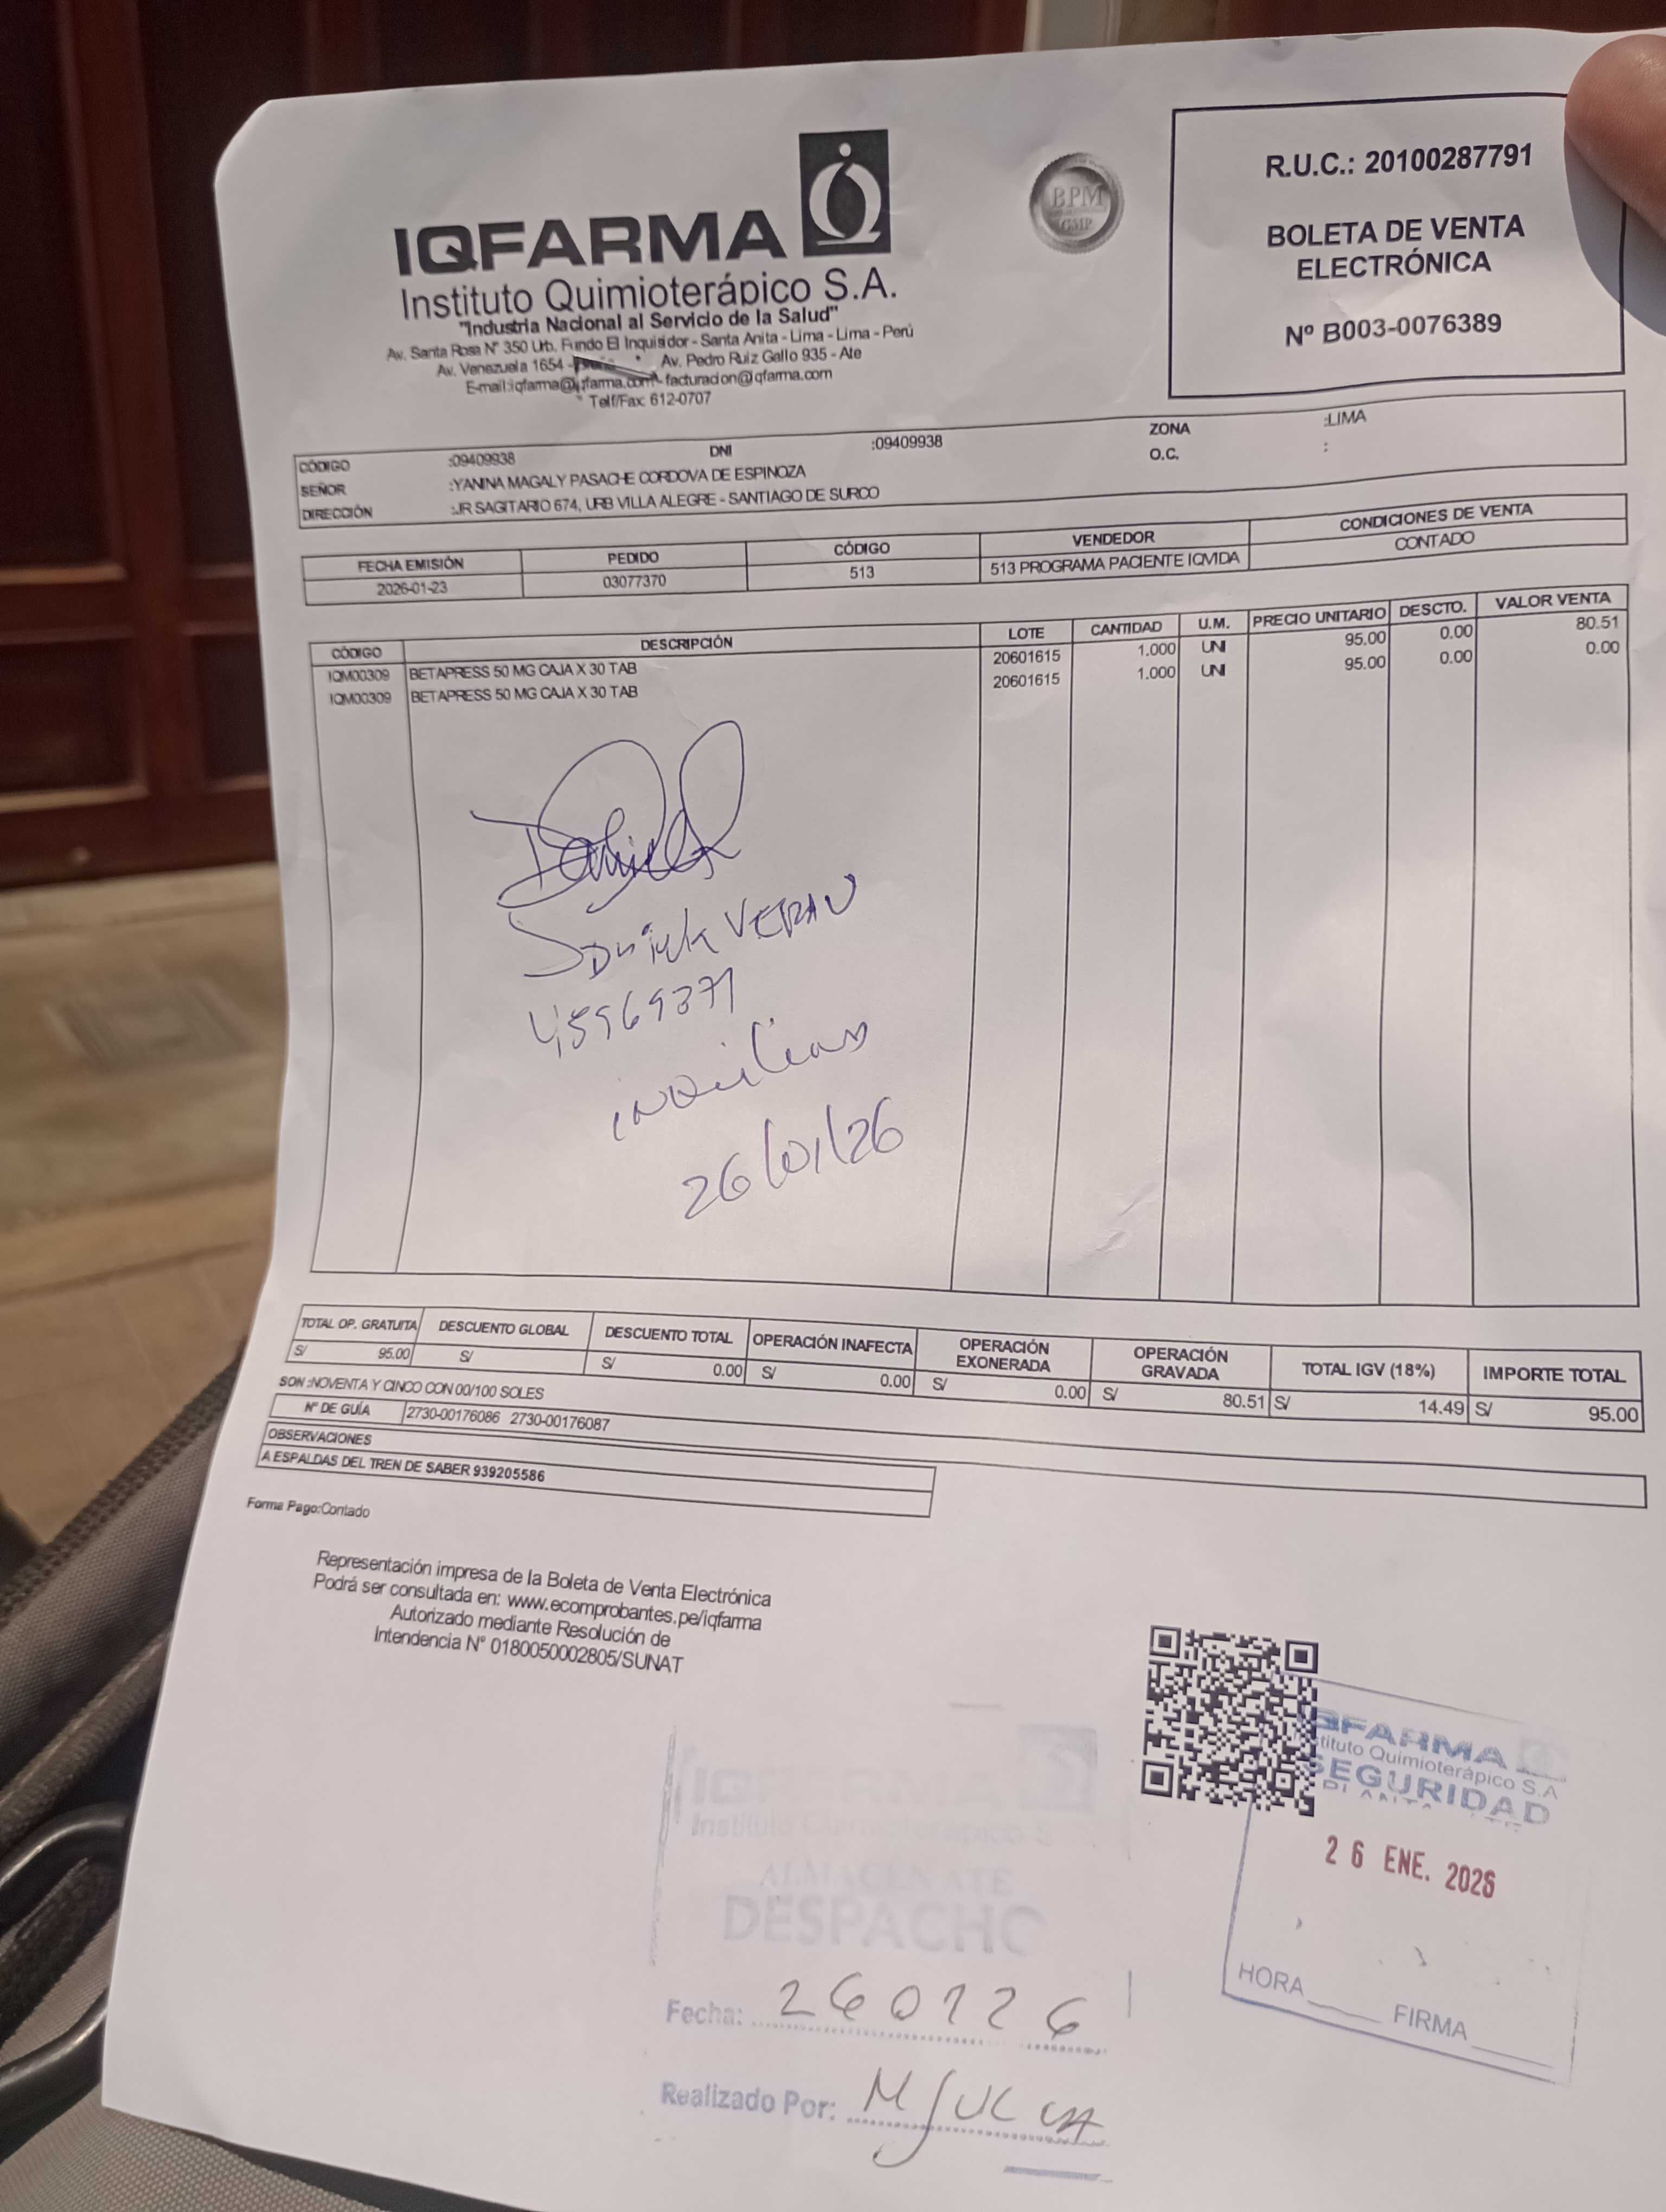 IQFARMA
Instituto Quimioterápico S.A.
"Industria Nacional al Servicio de la Salud"
Av. Santa Rosa N° 350 Urb. Fundo El Inquisidor - Santa Anita - Lima - Lima - Perú
Av. Venezuela 1654 - * Av. Pedro Ruiz Gallo 935 - Ate
E-mail:iqfarma@iqfarma.com - facturacion@iqfarma.com
* Telf/Fax: 612-0707
BPM
R.U.C.: 20100287791
BOLETA DE VENTA
ELECTRÓNICA
Nº B003-0076389
CÓDIGO :09409938 DNI :09409938 ZONA :LIMA
SEÑOR :YANINA MAGALY PASACHE CORDOVA DE ESPINOZA O.C. :
DIRECCIÓN :JR SAGITARIO 674, URB VILLA ALEGRE - SANTIAGO DE SURCO
FECHA EMISIÓN PEDIDO CÓDIGO VENDEDOR CONDICIONES DE VENTA
2026-01-23 03077370 513 513 PROGRAMA PACIENTE IQVIDA CONTADO
CÓDIGO DESCRIPCIÓN LOTE CANTIDAD U.M. PRECIO UNITARIO DESCTO. VALOR VENTA
IQM00309 BETAPRESS 50 MG CAJA X 30 TAB 20601615 1.000 UNI 95.00 0.00 80.51
IQM00309 BETAPRESS 50 MG CAJA X 30 TAB 20601615 1.000 UNI 95.00 0.00 0.00
45969371
26/01/26
TOTAL OP. GRATUITA DESCUENTO GLOBAL DESCUENTO TOTAL OPERACIÓN INAFECTA OPERACIÓN EXONERADA OPERACIÓN GRAVADA TOTAL IGV (18%) IMPORTE TOTAL
S/ 95.00 S/ S/ 0.00 S/ 0.00 S/ 0.00 S/ 80.51 S/ 14.49 S/ 95.00
SON :NOVENTA Y CINCO CON 00/100 SOLES
N° DE GUÍA 2730-00176086 2730-00176087
OBSERVACIONES
A ESPALDAS DEL TREN DE SABER 939205586
Forma Pago:Contado
Representación impresa de la Boleta de Venta Electrónica
Podrá ser consultada en: www.ecomprobantes.pe/iqfarma
Autorizado mediante Resolución de
Intendencia N° 0180050002805/SUNAT
IQFARMA
Instituto Quimioterápico S.A
SEGURIDAD
26 ENE. 2026
HORA FIRMA
IQFARMA
Instituto Quimioterápico S
ALMACEN ATE
DESPACHO
Fecha: 260126
Realizado Por: